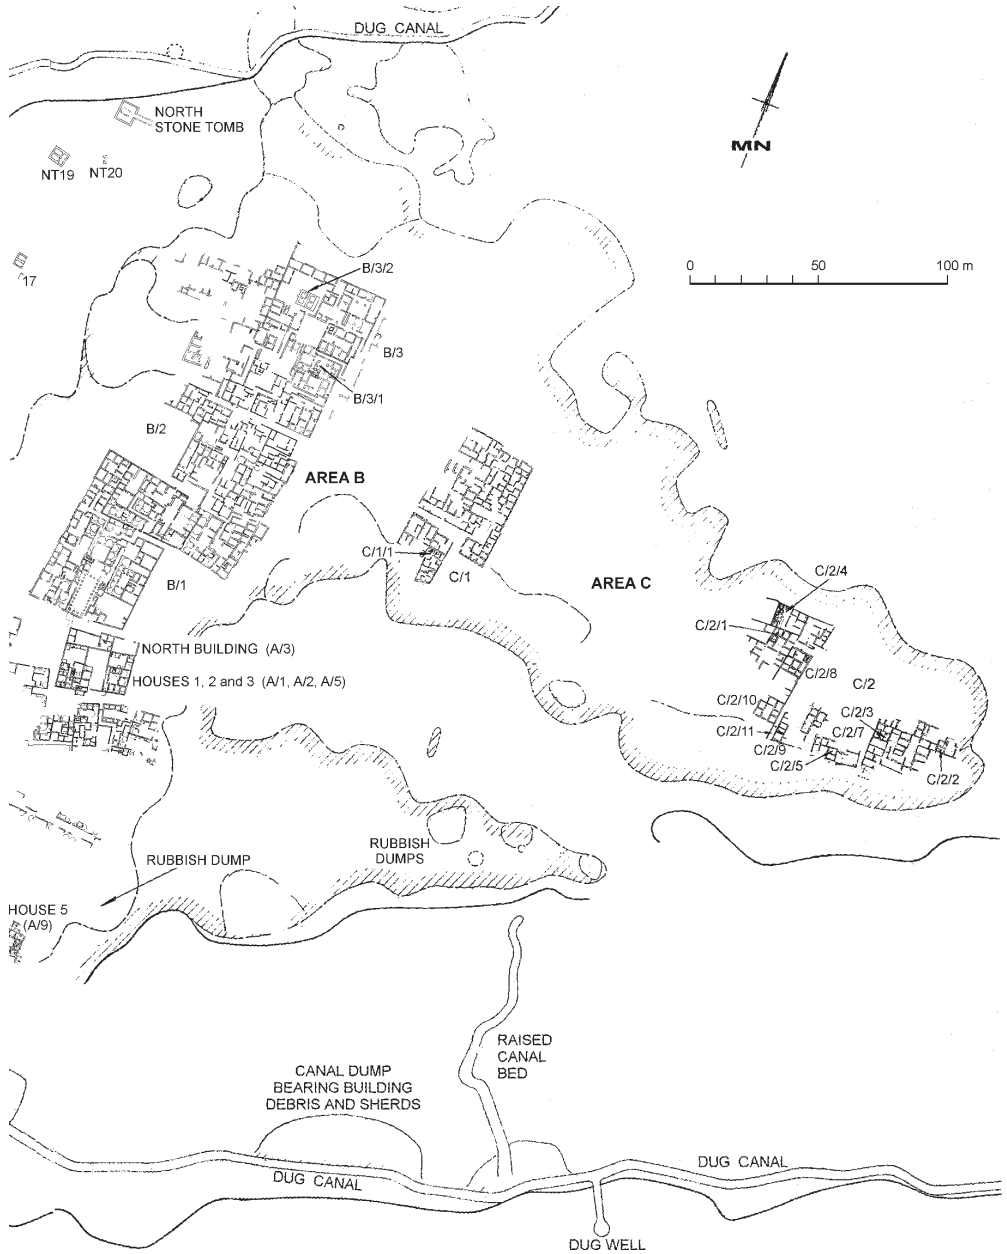 DUG CANAL
NORTH
STONE TOMB
MN
NT19
NT20
0 50 100 m
17
B/3/2
B/3
B/3/1
B/2
AREA B
C/1/1
C/1
AREA C
C/2/4
B/1
C/2/1
NORTH BUILDING (A/3)
C/2/8
HOUSES 1, 2 and 3 (A/1, A/2, A/5)
C/2
C/2/10
C/2/3
C/2/11
C/2/7
C/2/9
C/2/5
C/2/2
RUBBISH
DUMPS
RUBBISH DUMP
HOUSE 5
(A/9)
RAISED
CANAL
BED
CANAL DUMP
BEARING BUILDING
DEBRIS AND SHERDS
DUG CANAL
DUG CANAL
DUG WELL